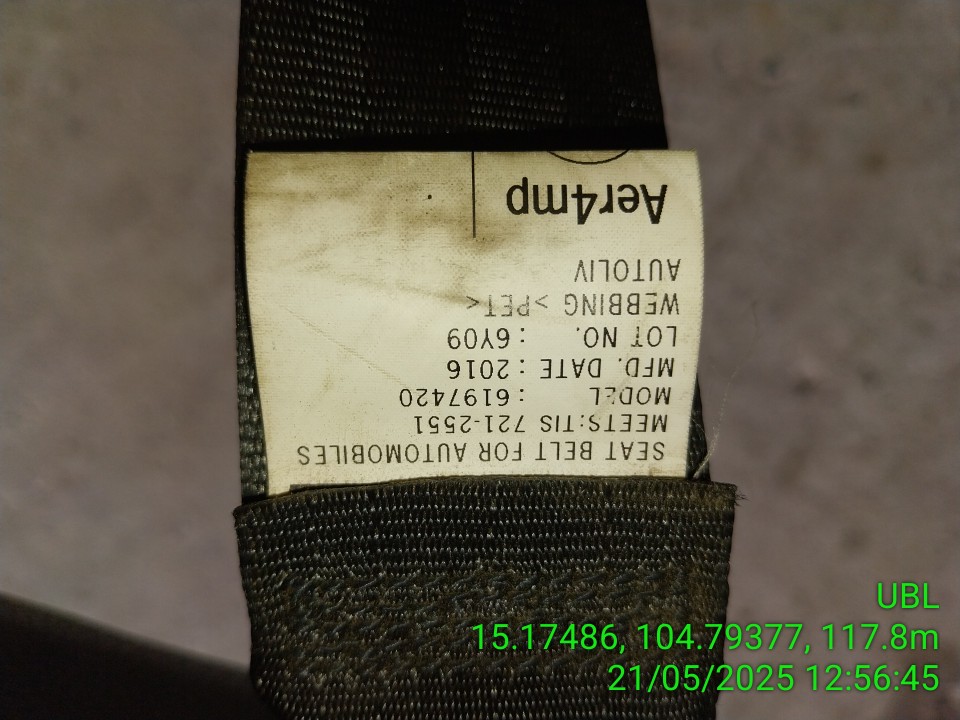 SEAT BELT FOR AUTOMOBILES
MEETS:TIS 721-2551
MODEL : 6197420
MFD. DATE : 2016
LOT NO. : 6Y09
WEBBING >PET<
AUTOLIV
Aer4mp
UBL
15.17486, 104.79377, 117.8m
21/05/2025 12:56:45